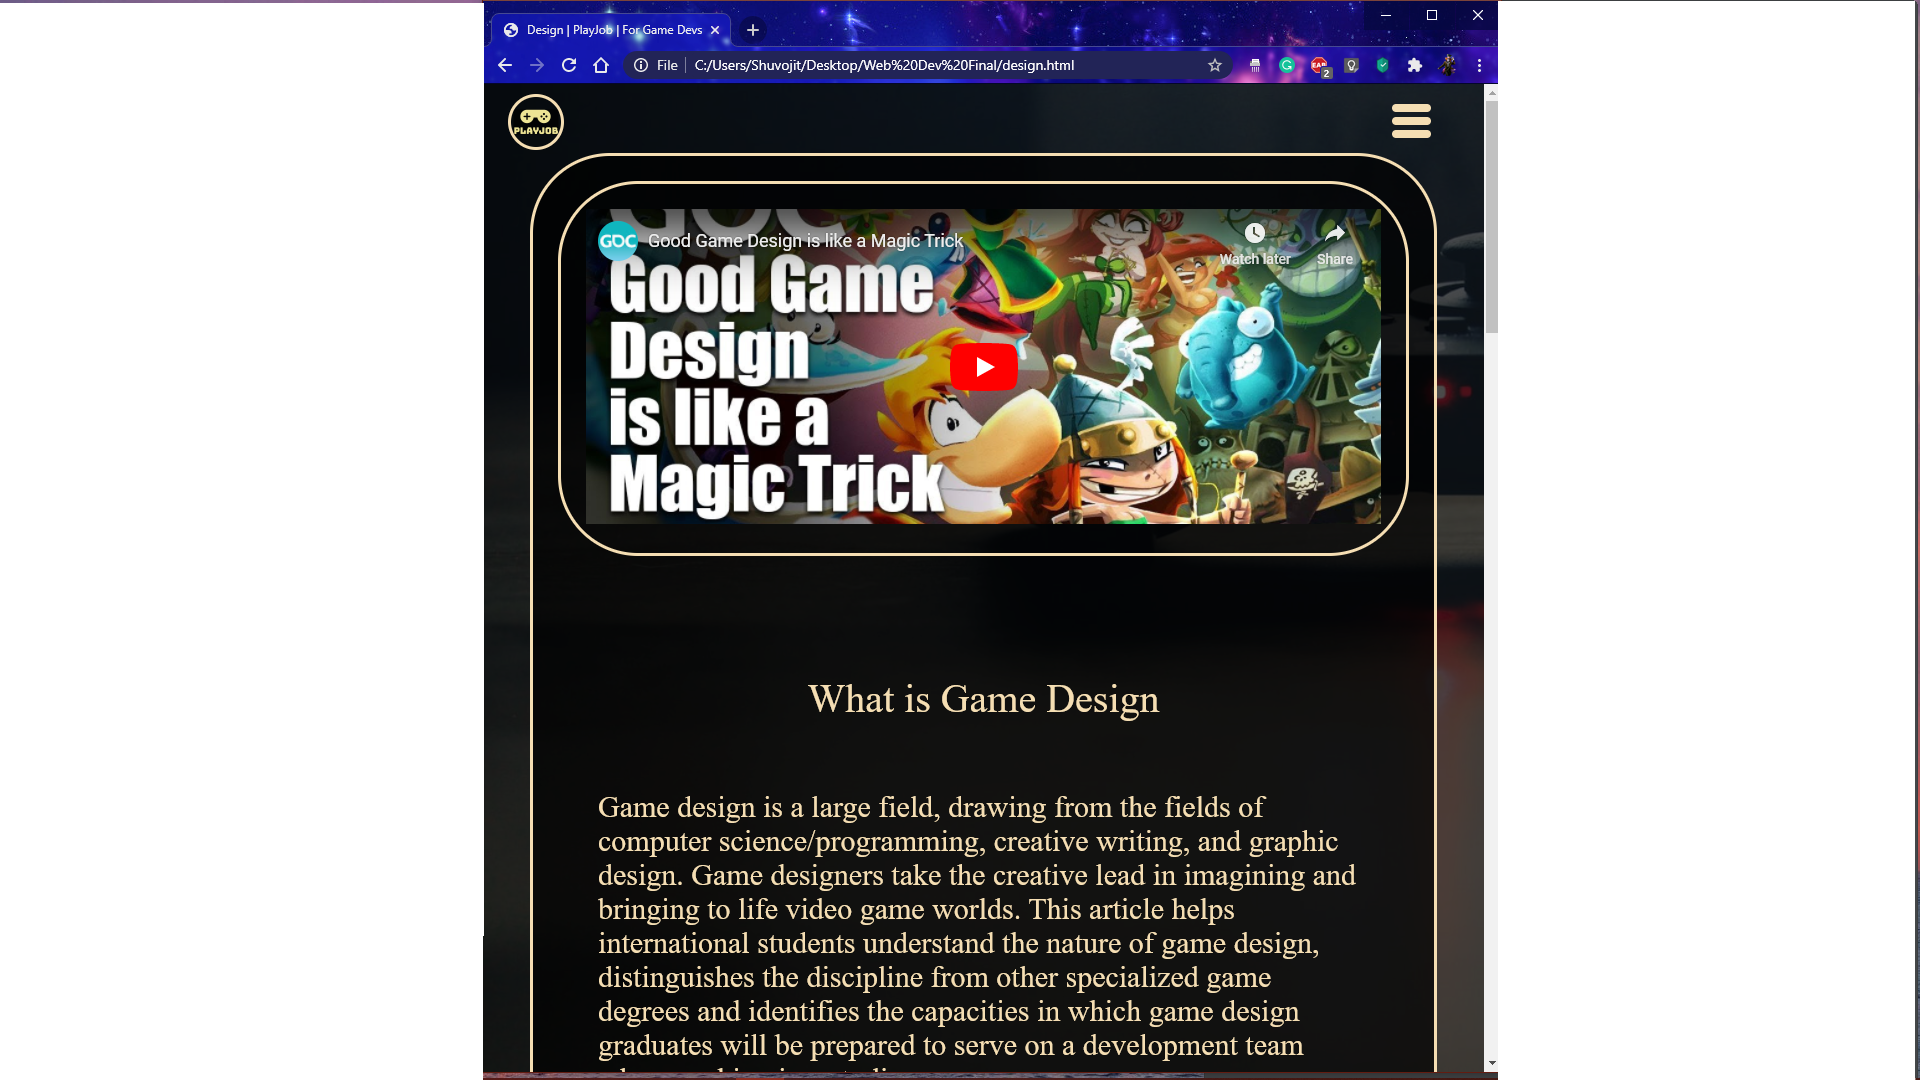 Design | PlayJob | For Game Devs
File
C:/Users/Shuvojit/Desktop/Web%20Dev%20Final/design.html
2
PLAYJOB
GDC
Good Game Design is like a Magic Trick
Watch later
Share
Good Game
Design
is like a
Magic Trick
What is Game Design
Game design is a large field, drawing from the fields of
computer science/programming, creative writing, and graphic
design. Game designers take the creative lead in imagining and
bringing to life video game worlds. This article helps
international students understand the nature of game design,
distinguishes the discipline from other specialized game
degrees and identifies the capacities in which game design
graduates will be prepared to serve on a development team